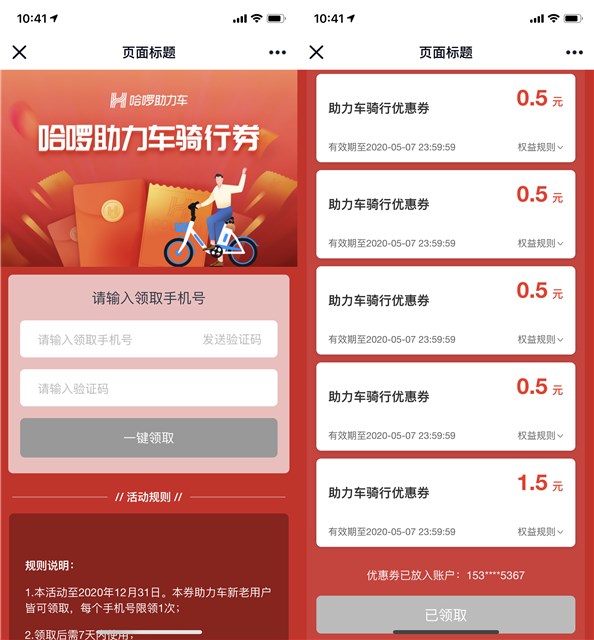 10:41
页面标题
哈啰助力车
哈啰助力车骑行券
请输入领取手机号
请输入领取手机号 发送验证码
请输入验证码
一键领取
// 活动规则 //
规则说明：
1.本活动至2020年12月31日。本券助力车新老用户
皆可领取，每个手机号限领1次；
2.领取后需7天内使用；
10:41
页面标题
助力车骑行优惠券 0.5 元
有效期至2020-05-07 23:59:59 权益规则
助力车骑行优惠券 0.5 元
有效期至2020-05-07 23:59:59 权益规则
助力车骑行优惠券 0.5 元
有效期至2020-05-07 23:59:59 权益规则
助力车骑行优惠券 0.5 元
有效期至2020-05-07 23:59:59 权益规则
助力车骑行优惠券 1.5 元
有效期至2020-05-07 23:59:59 权益规则
优惠券已放入账户：153****5367
已领取